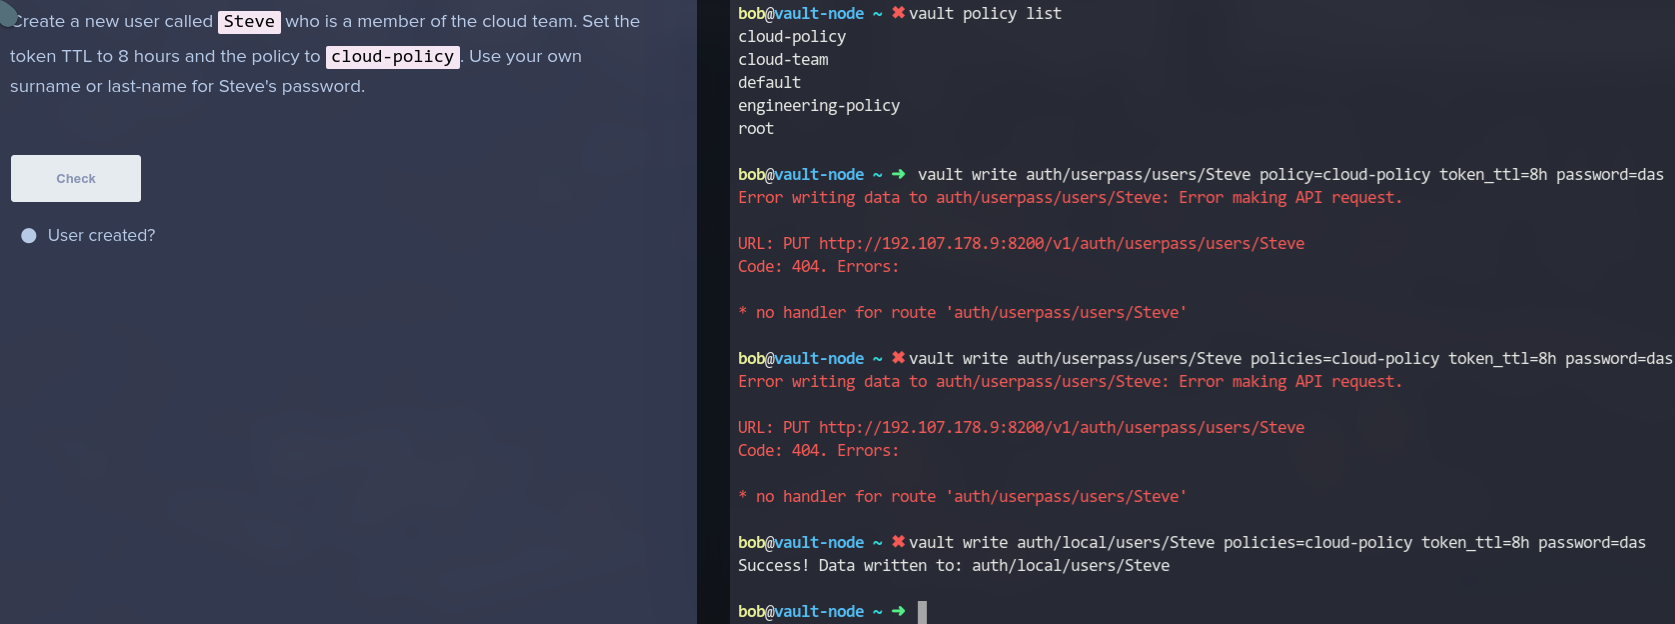 Create a new user called Steve who is a member of the cloud team. Set the
token TTL to 8 hours and the policy to cloud-policy. Use your own
surname or last-name for Steve's password.
Check
User created?
bob@vault-node ~ ✖ vault policy list
cloud-policy
cloud-team
default
engineering-policy
root
bob@vault-node ~ ➜ vault write auth/userpass/users/Steve policy=cloud-policy token_ttl=8h password=das
Error writing data to auth/userpass/users/Steve: Error making API request.
URL: PUT http://192.107.178.9:8200/v1/auth/userpass/users/Steve
Code: 404. Errors:
* no handler for route 'auth/userpass/users/Steve'
bob@vault-node ~ ✖ vault write auth/userpass/users/Steve policies=cloud-policy token_ttl=8h password=das
Error writing data to auth/userpass/users/Steve: Error making API request.
URL: PUT http://192.107.178.9:8200/v1/auth/userpass/users/Steve
Code: 404. Errors:
* no handler for route 'auth/userpass/users/Steve'
bob@vault-node ~ ✖ vault write auth/local/users/Steve policies=cloud-policy token_ttl=8h password=das
Success! Data written to: auth/local/users/Steve
bob@vault-node ~ ➜